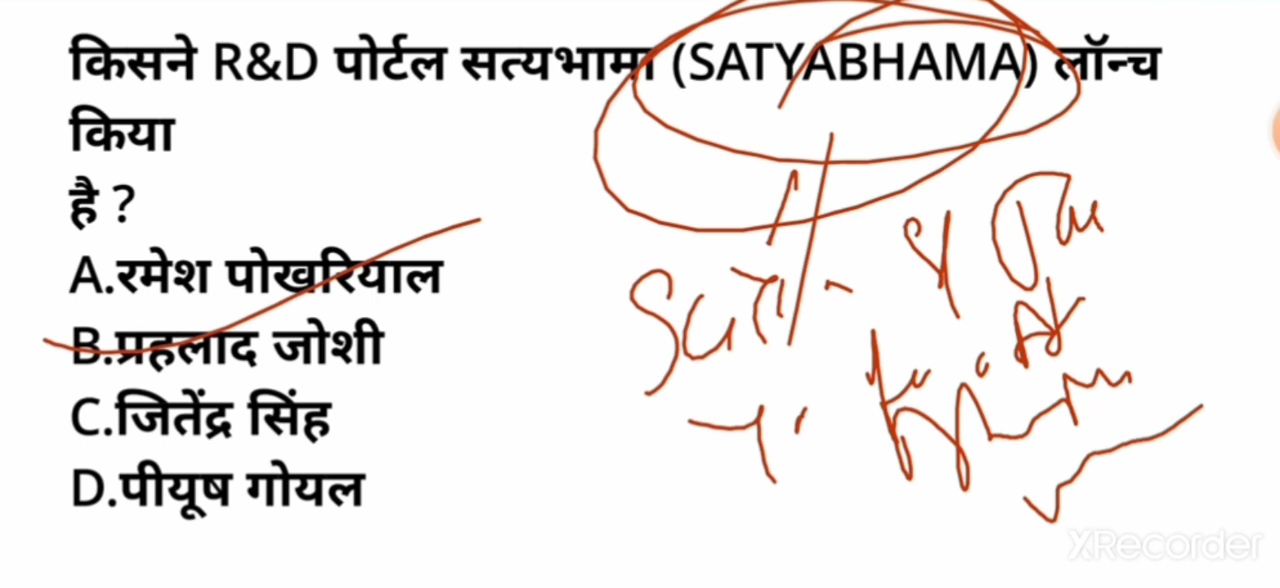 किसने R&D पोर्टल सत्यभामा (SATYABHAMA) लॉन्च
किया
है ?
A.रमेश पोखरियाल
B.प्रहलाद जोशी
C.जितेंद्र सिंह
D.पीयूष गोयल
XRecorder